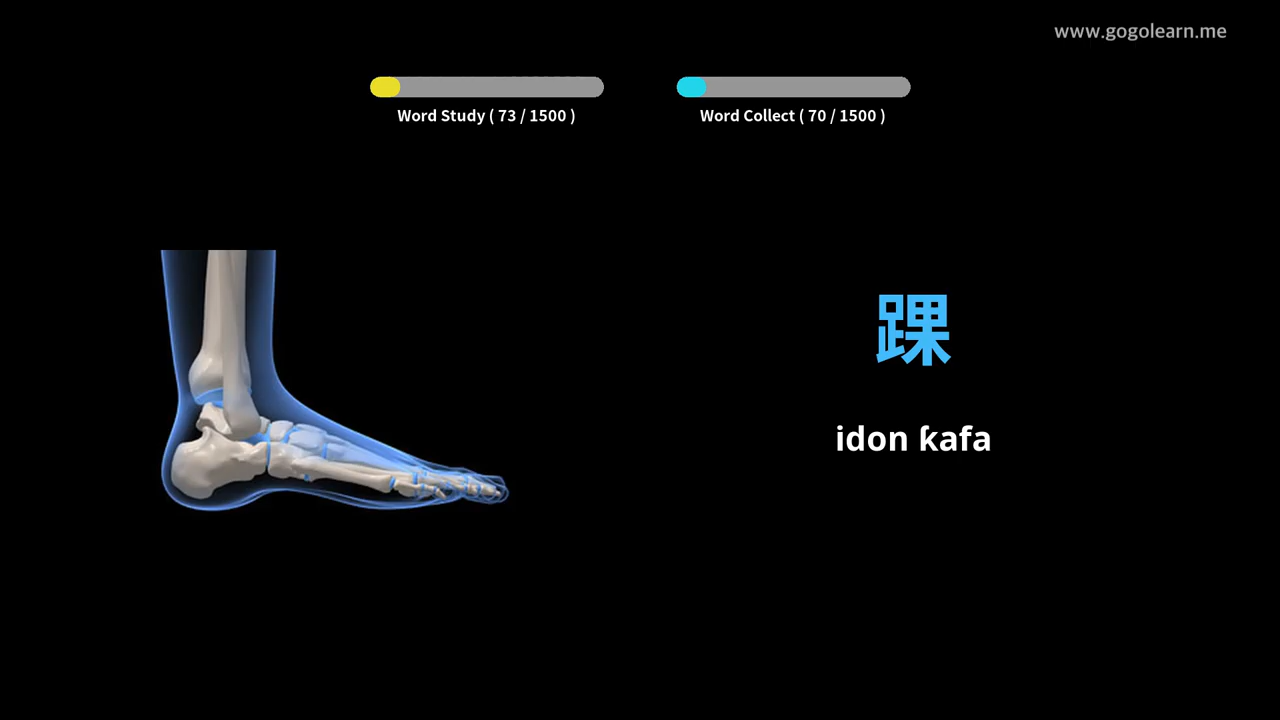 www.gogolearn.me
Word Study ( 73 / 1500 )
Word Collect ( 70 / 1500 )
踝
idon ƙafa